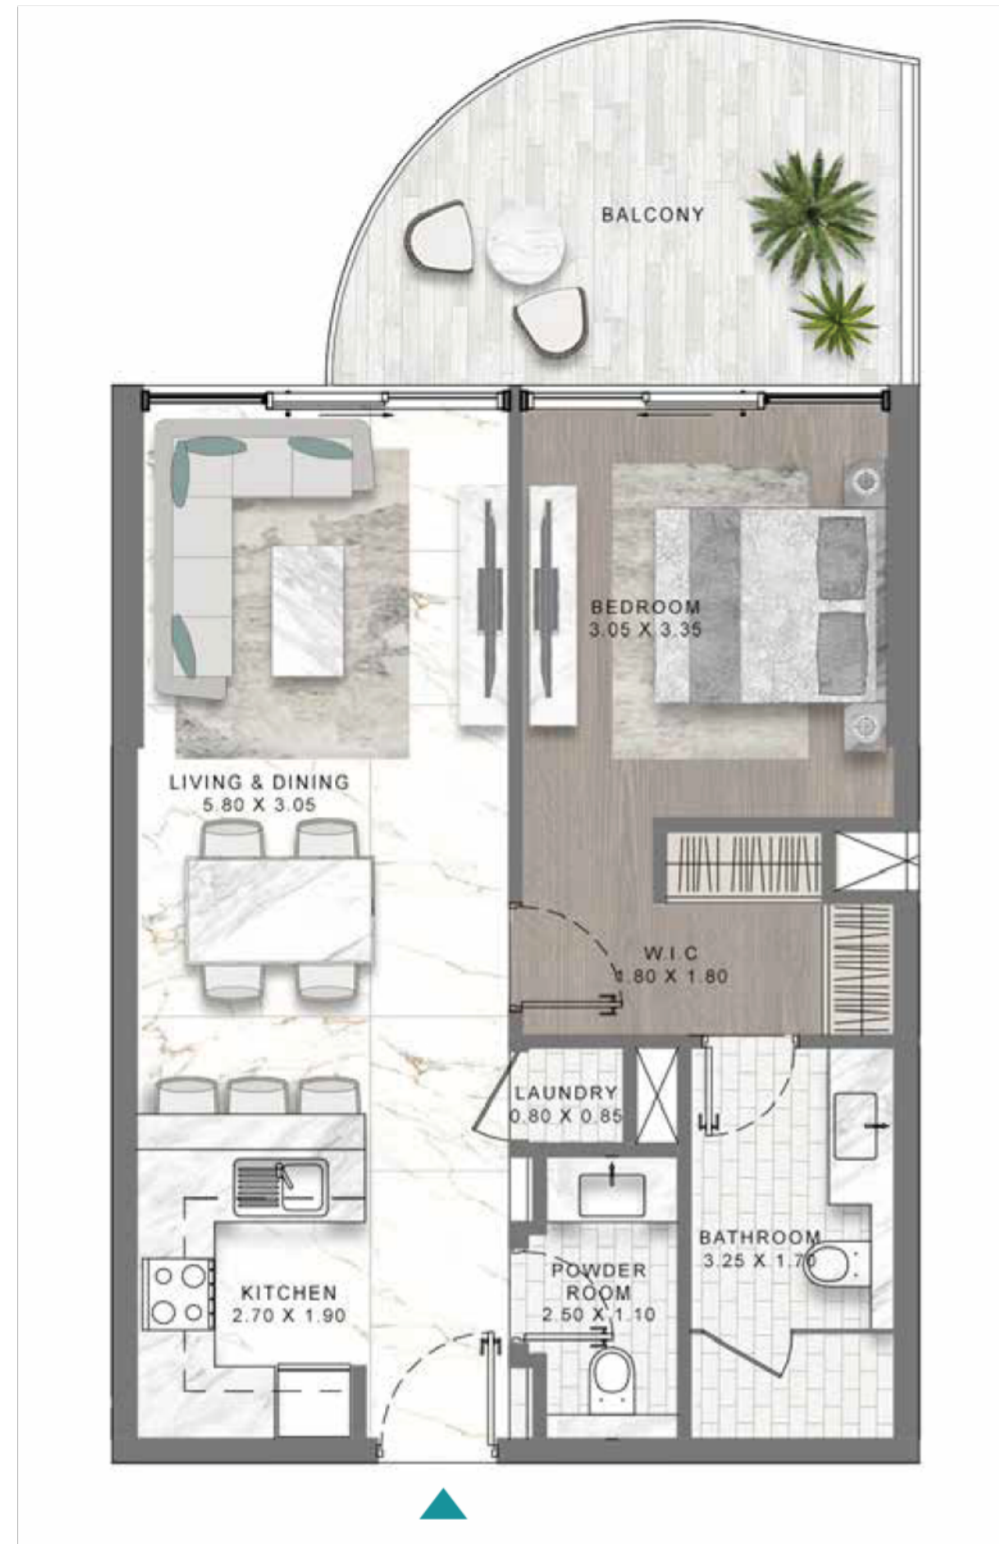 BALCONY
BEDROOM
3.05 X 3.35
LIVING & DINING
5.80 X 3.05
W.I.C
1.80 X 1.80
LAUNDRY
0.80 X 0.85
BATHROOM
3.25 X 1.70
POWDER
ROOM
2.50 X 1.10
KITCHEN
2.70 X 1.90